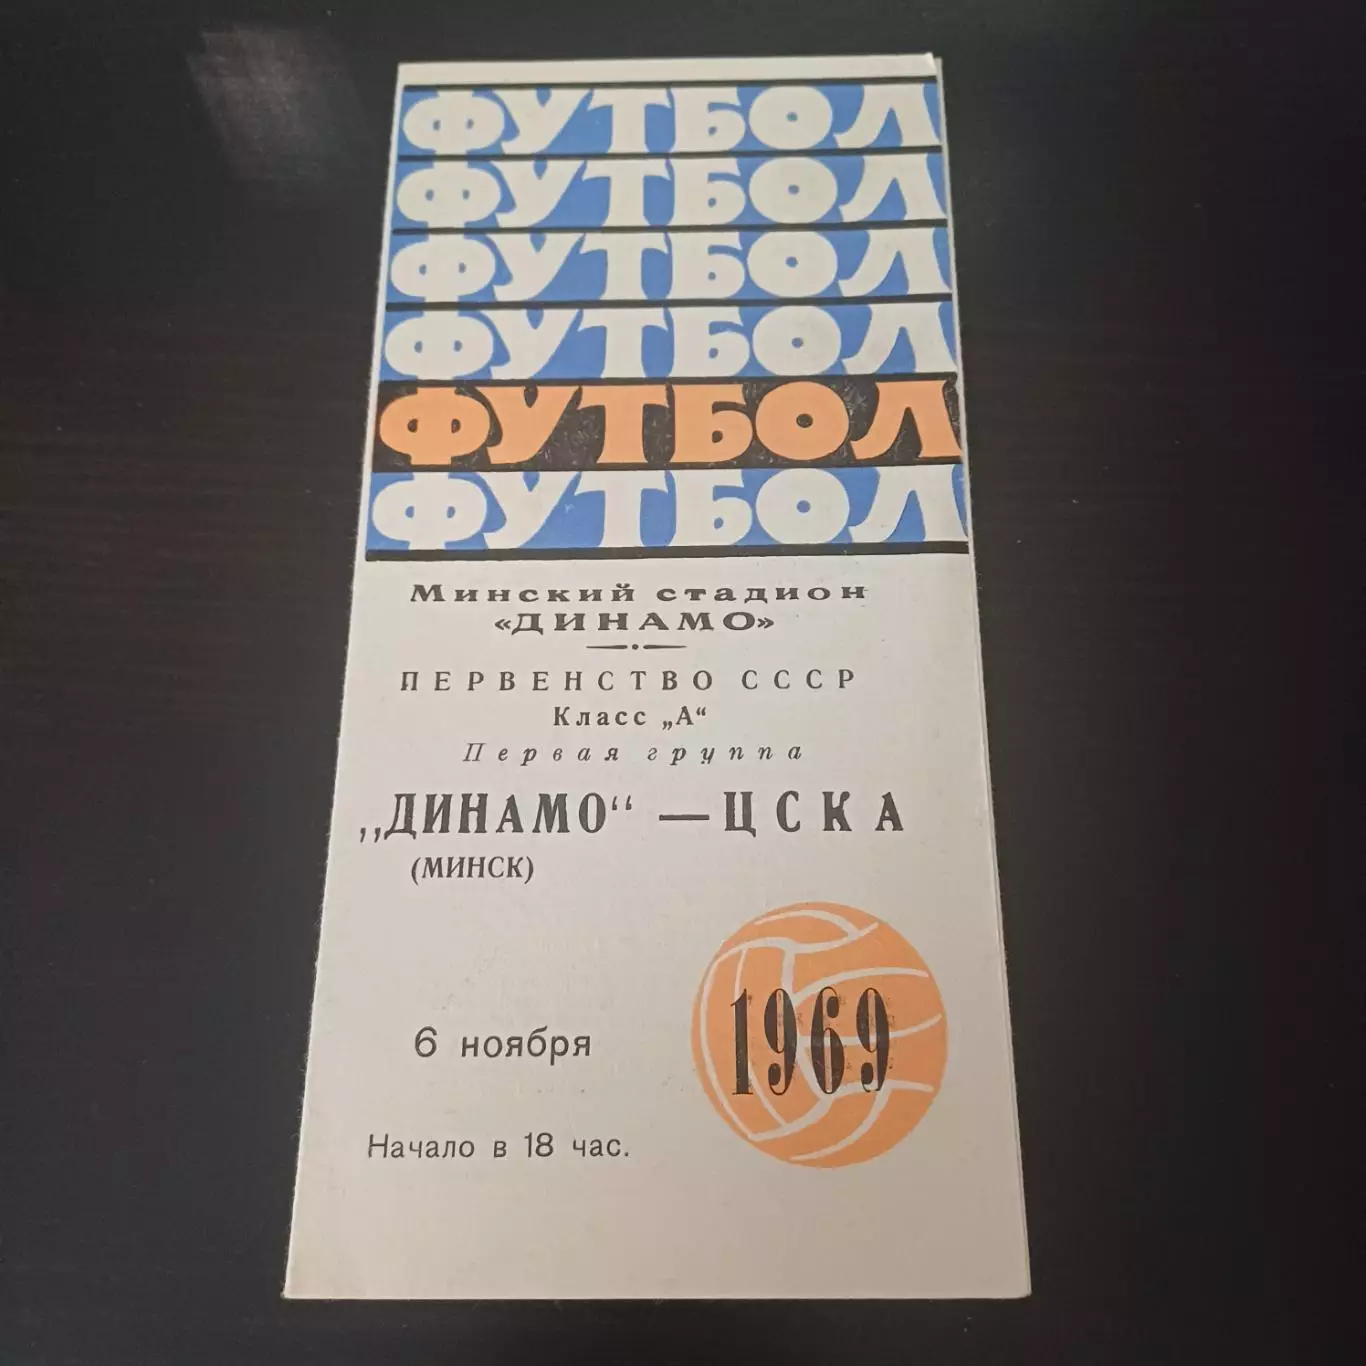 ФУТБОЛ
ФУТБОЛ
ФУТБОЛ
ФУТБОЛ
ФУТБОЛ
ФУТБОЛ
Минский стадион
«ДИНАМО»
ПЕРВЕНСТВО СССР
Класс „А“
Первая группа
„ДИНАМО“ — ЦСКА
(МИНСК)
1969
6 ноября
Начало в 18 час.